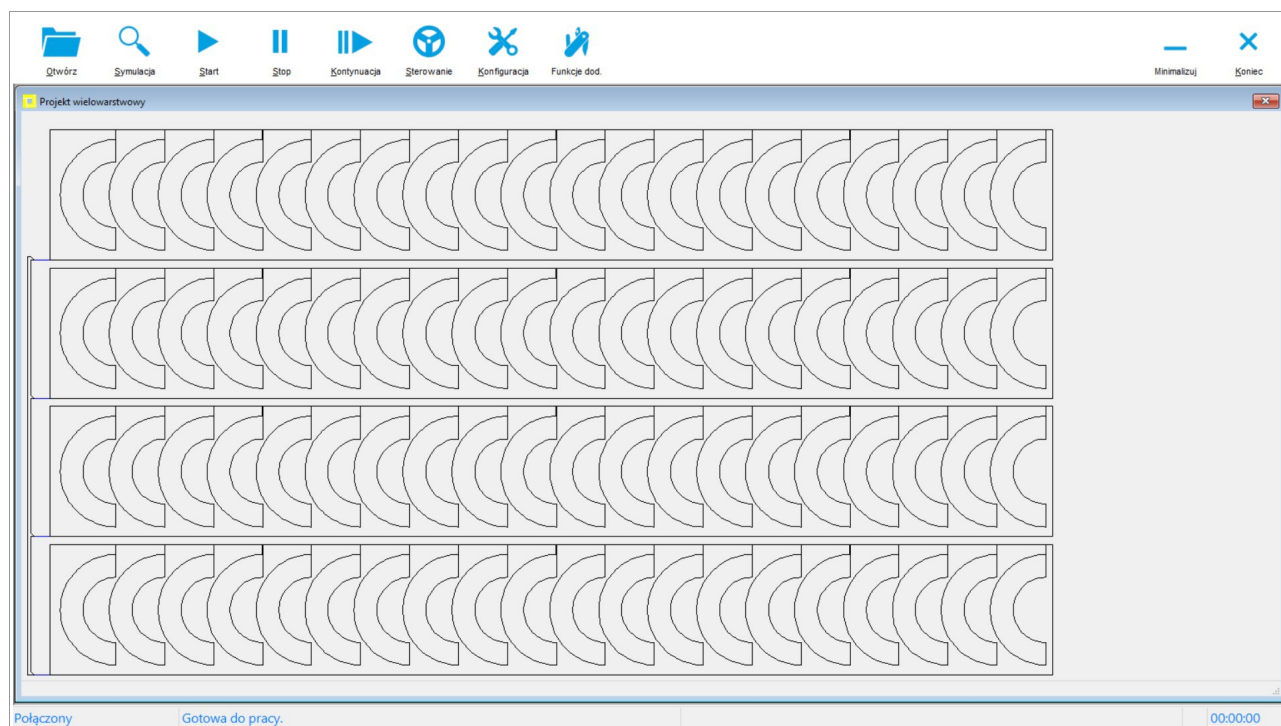 Otwórz Symulacja Start Stop Kontynuacja Sterowanie Konfiguracja Funkcje dod. Minimalizuj Koniec
Projekt wielowarstwowy
Połączony Gotowa do pracy. 00:00:00